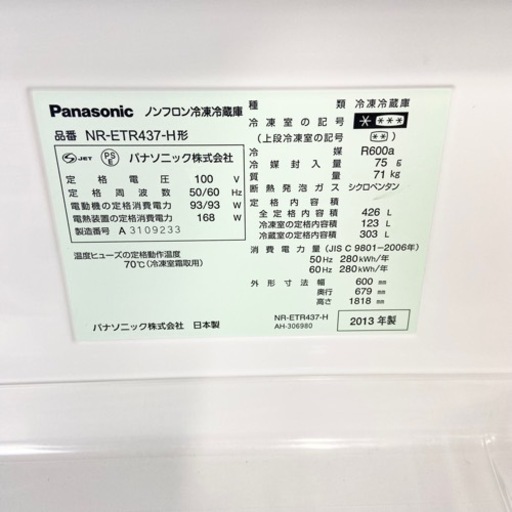 Panasonic ノンフロン冷凍冷蔵庫
品番 NR-ETR437-H形
S JET PS E パナソニック株式会社
定格電圧 100 V
定格周波数 50/60 Hz
電動機の定格消費電力 93/93 W
電熱装置の定格消費電力 168 W
製造番号 A 3109233
温度ヒューズの定格動作温度
70℃(冷凍室霜取用)
パナソニック株式会社 日本製
種類 冷凍冷蔵庫
冷凍室の記号 * ***
(上段冷凍室の記号 **)
冷媒 R600a
冷媒封入量 75 g
質量 71 kg
断熱発泡ガス シクロペンタン
定格内容積
全定格内容積 426 L
冷凍室の定格内容積 123 L
冷蔵室の定格内容積 303 L
消費電力量(JIS C 9801-2006年)
50 Hz 280 kWh/年
60 Hz 280 kWh/年
外形寸法 幅 600 mm
奥行 679 mm
高さ 1818 mm
NR-ETR437-H
AH-306980
2013 年製